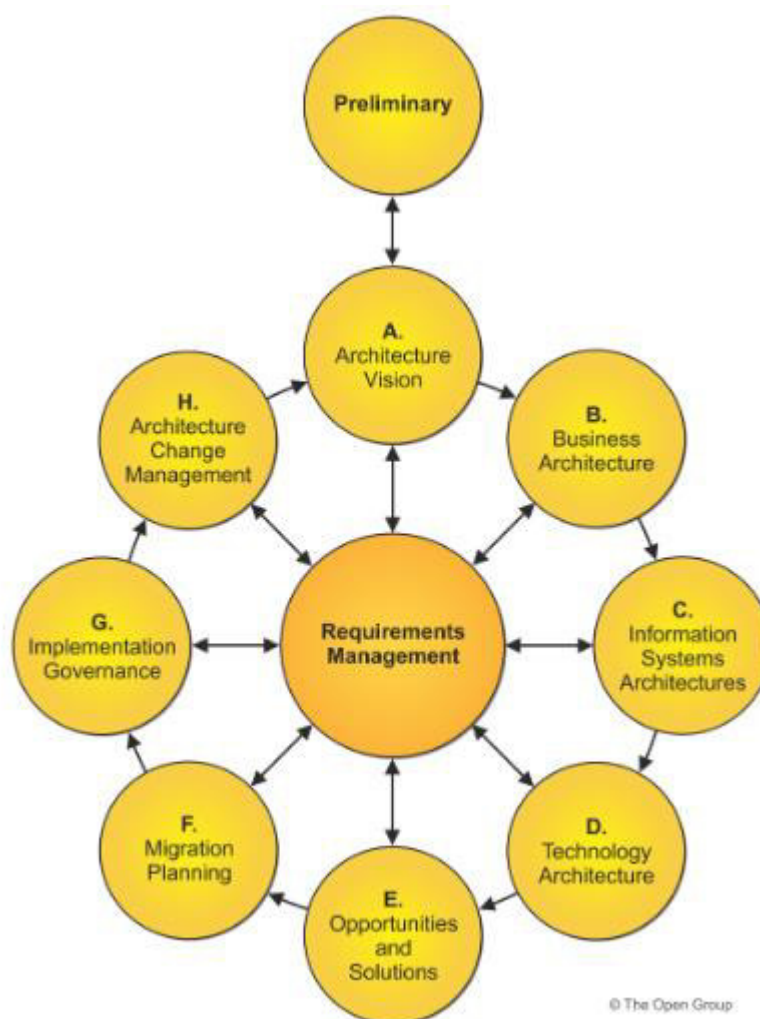 Preliminary
A.
Architecture
Vision
B.
Business
Architecture
C.
Information
Systems
Architectures
D.
Technology
Architecture
E.
Opportunities
and
Solutions
F.
Migration
Planning
G.
Implementation
Governance
H.
Architecture
Change
Management
Requirements
Management
© The Open Group